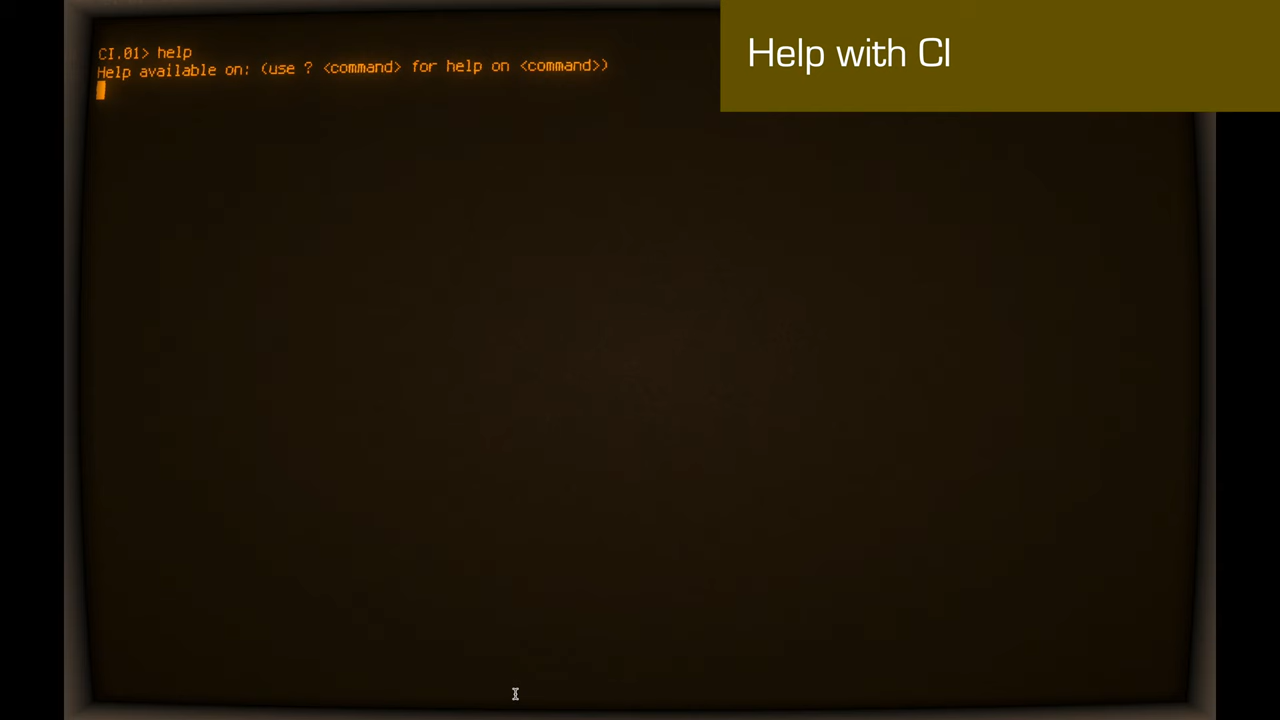 Help with CI
CI.01> help
Help available on: (use ? <command> for help on <command>)